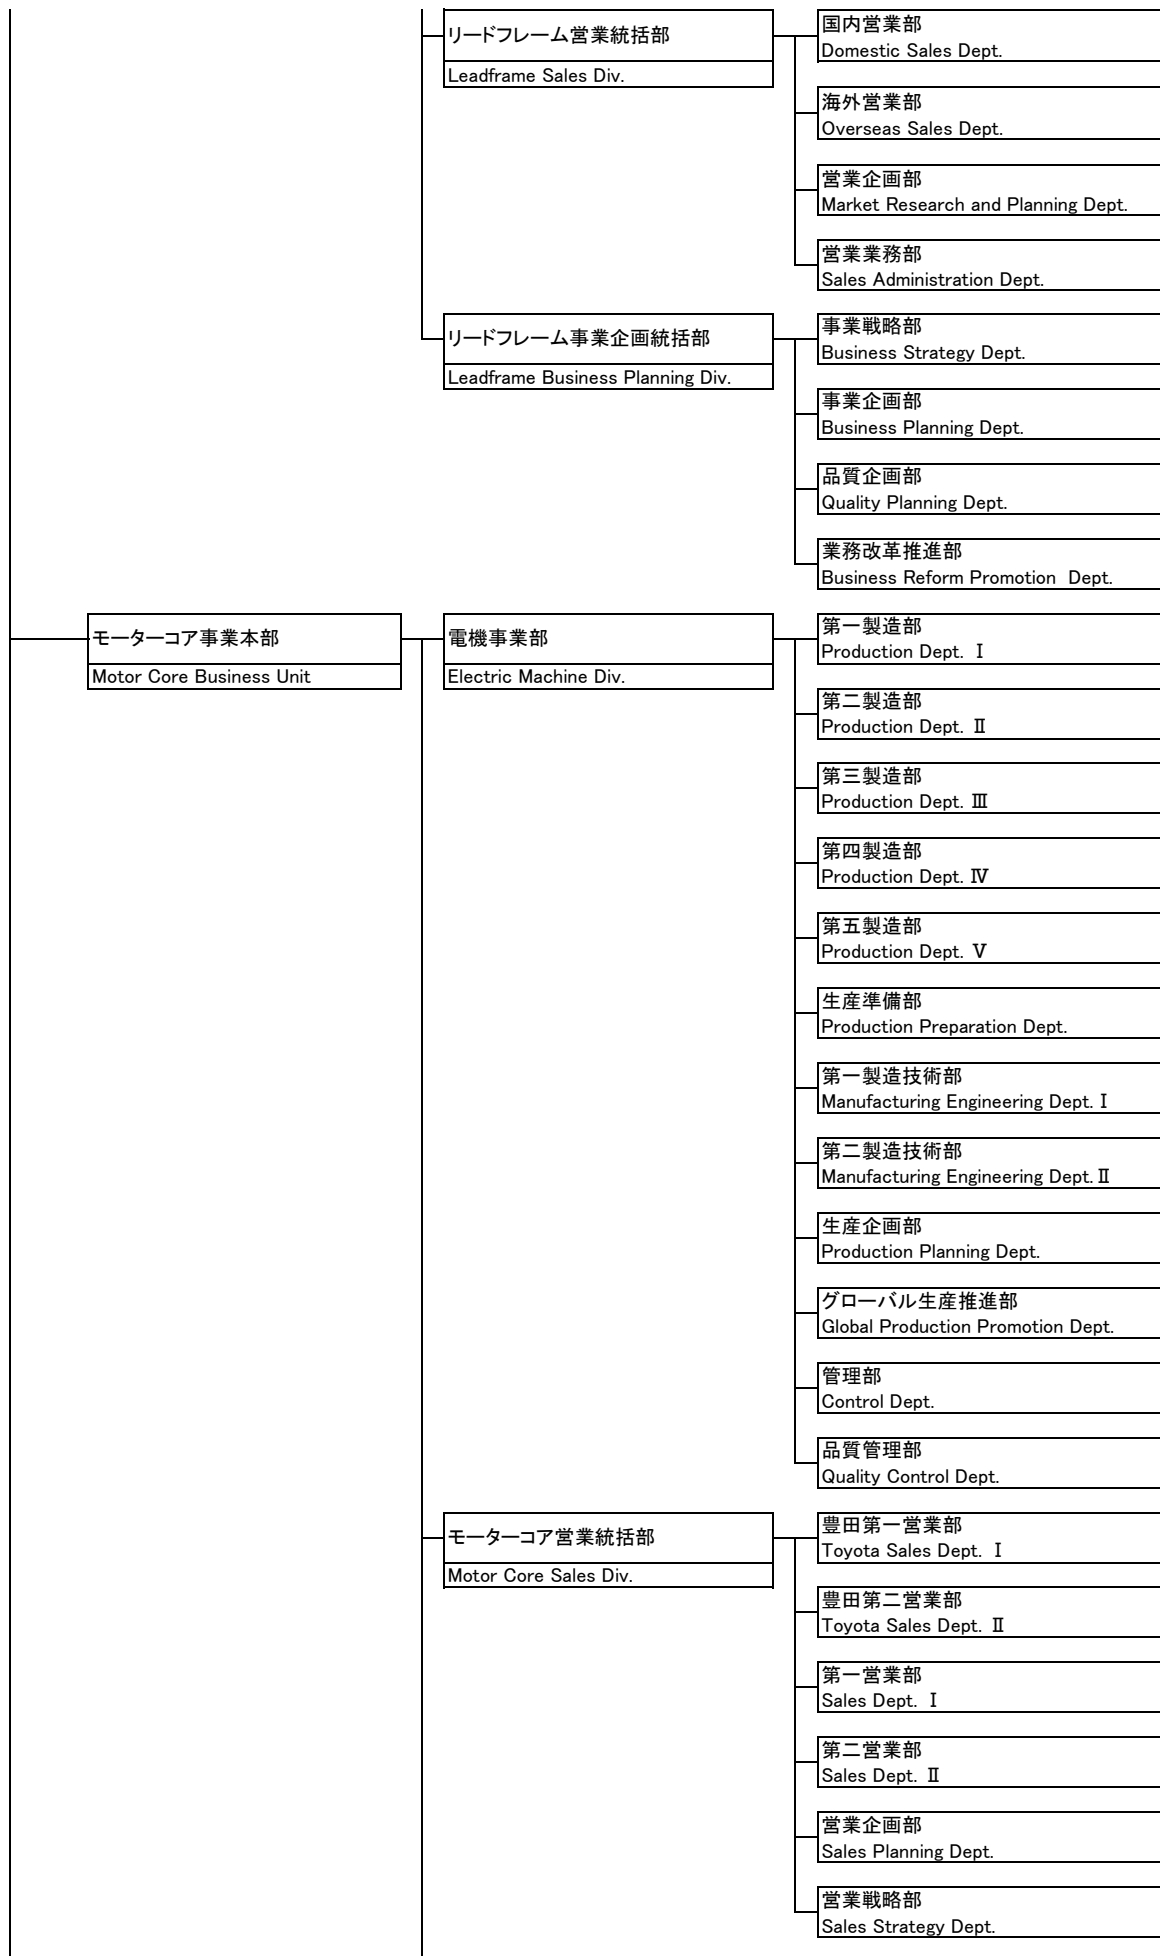 リードフレーム営業統括部
Leadframe Sales Div.
国内営業部
Domestic Sales Dept.
海外営業部
Overseas Sales Dept.
営業企画部
Market Research and Planning Dept.
営業業務部
Sales Administration Dept.
リードフレーム事業企画統括部
Leadframe Business Planning Div.
事業戦略部
Business Strategy Dept.
事業企画部
Business Planning Dept.
品質企画部
Quality Planning Dept.
業務改革推進部
Business Reform Promotion Dept.
モーターコア事業本部
Motor Core Business Unit
電機事業部
Electric Machine Div.
第一製造部
Production Dept. Ⅰ
第二製造部
Production Dept. Ⅱ
第三製造部
Production Dept. Ⅲ
第四製造部
Production Dept. Ⅳ
第五製造部
Production Dept. Ⅴ
生産準備部
Production Preparation Dept.
第一製造技術部
Manufacturing Engineering Dept. Ⅰ
第二製造技術部
Manufacturing Engineering Dept. Ⅱ
生産企画部
Production Planning Dept.
グローバル生産推進部
Global Production Promotion Dept.
管理部
Control Dept.
品質管理部
Quality Control Dept.
モーターコア営業統括部
Motor Core Sales Div.
豊田第一営業部
Toyota Sales Dept. Ⅰ
豊田第二営業部
Toyota Sales Dept. Ⅱ
第一営業部
Sales Dept. Ⅰ
第二営業部
Sales Dept. Ⅱ
営業企画部
Sales Planning Dept.
営業戦略部
Sales Strategy Dept.